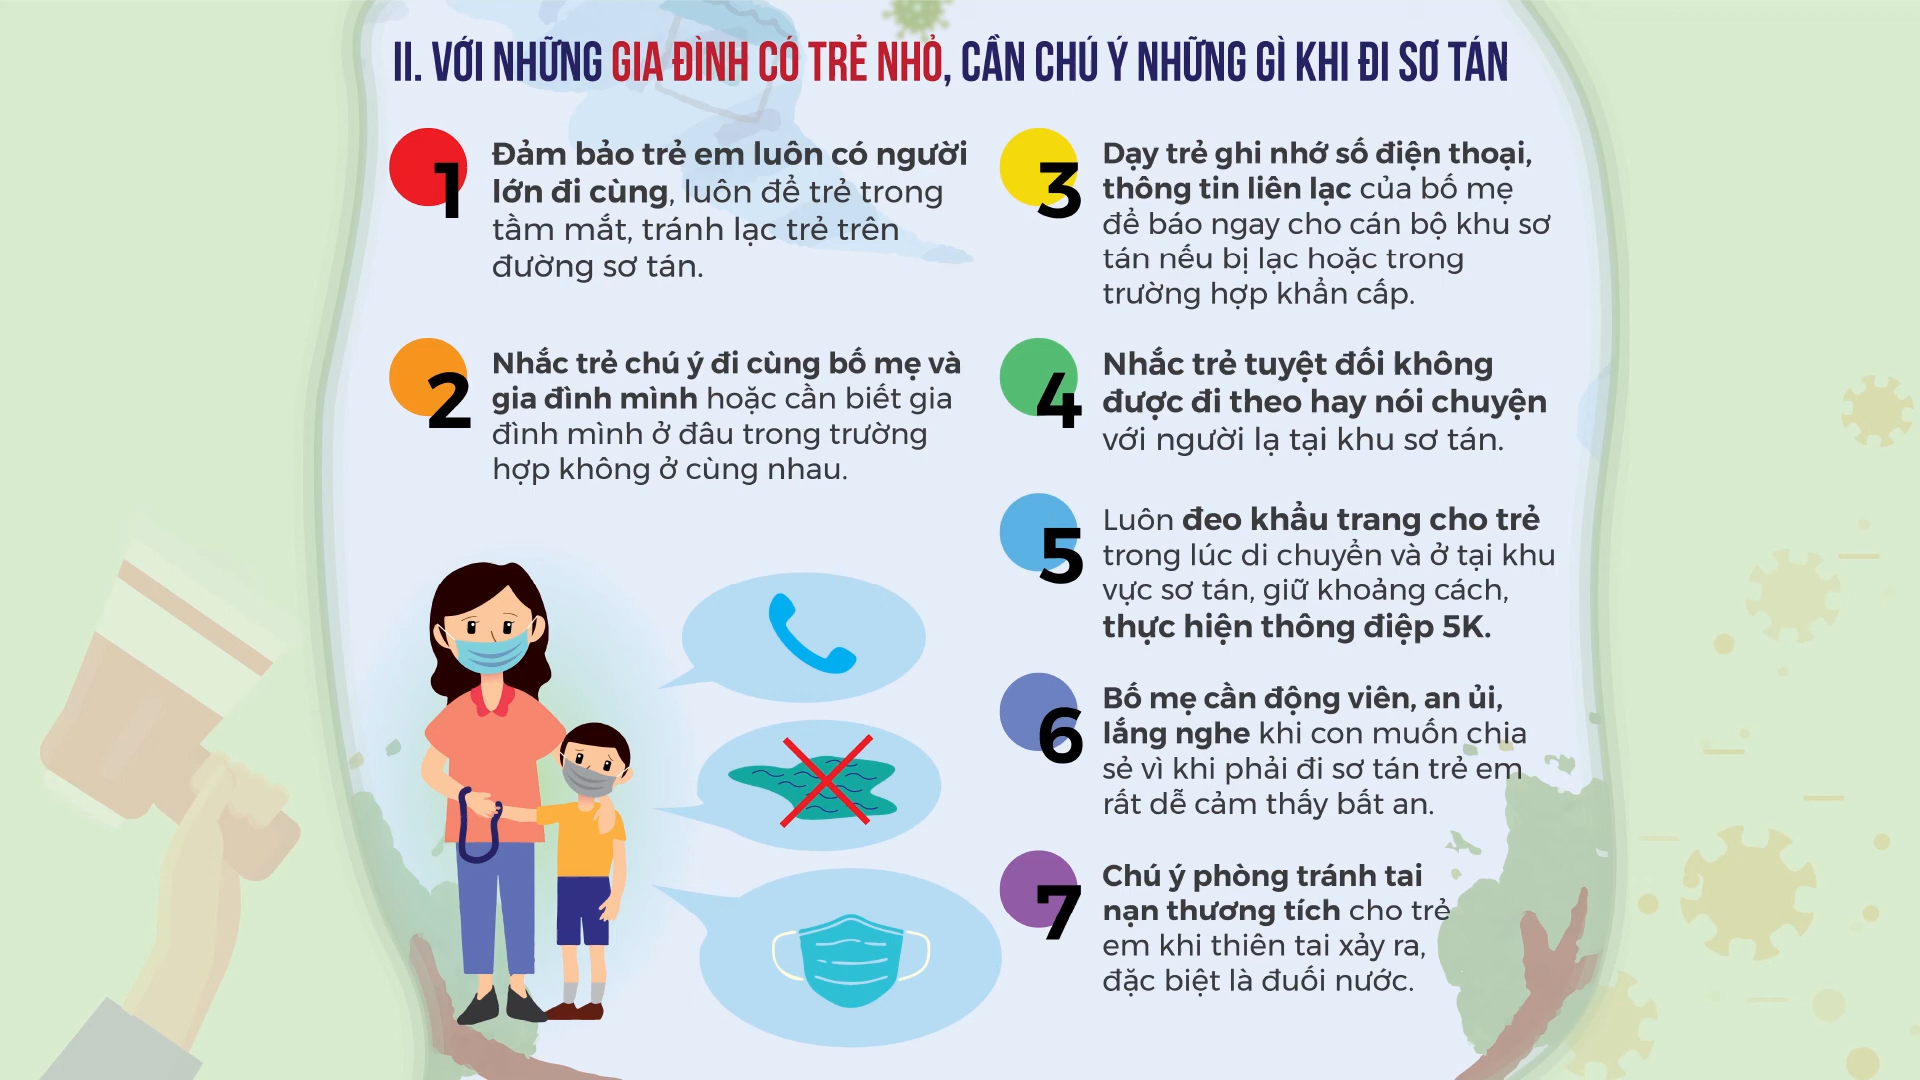 II. VỚI NHỮNG GIA ĐÌNH CÓ TRẺ NHỎ, CẦN CHÚ Ý NHỮNG GÌ KHI ĐI SƠ TÁN
1
Đảm bảo trẻ em luôn có người
lớn đi cùng, luôn để trẻ trong
tầm mắt, tránh lạc trẻ trên
đường sơ tán.
2
Nhắc trẻ chú ý đi cùng bố mẹ và
gia đình mình hoặc cần biết gia
đình mình ở đâu trong trường
hợp không ở cùng nhau.
3
Dạy trẻ ghi nhớ số điện thoại,
thông tin liên lạc của bố mẹ
để báo ngay cho cán bộ khu sơ
tán nếu bị lạc hoặc trong
trường hợp khẩn cấp.
4
Nhắc trẻ tuyệt đối không
được đi theo hay nói chuyện
với người lạ tại khu sơ tán.
5
Luôn đeo khẩu trang cho trẻ
trong lúc di chuyển và ở tại khu
vực sơ tán, giữ khoảng cách,
thực hiện thông điệp 5K.
6
Bố mẹ cần động viên, an ủi,
lắng nghe khi con muốn chia
sẻ vì khi phải đi sơ tán trẻ em
rất dễ cảm thấy bất an.
7
Chú ý phòng tránh tai
nạn thương tích cho trẻ
em khi thiên tai xảy ra,
đặc biệt là đuối nước.